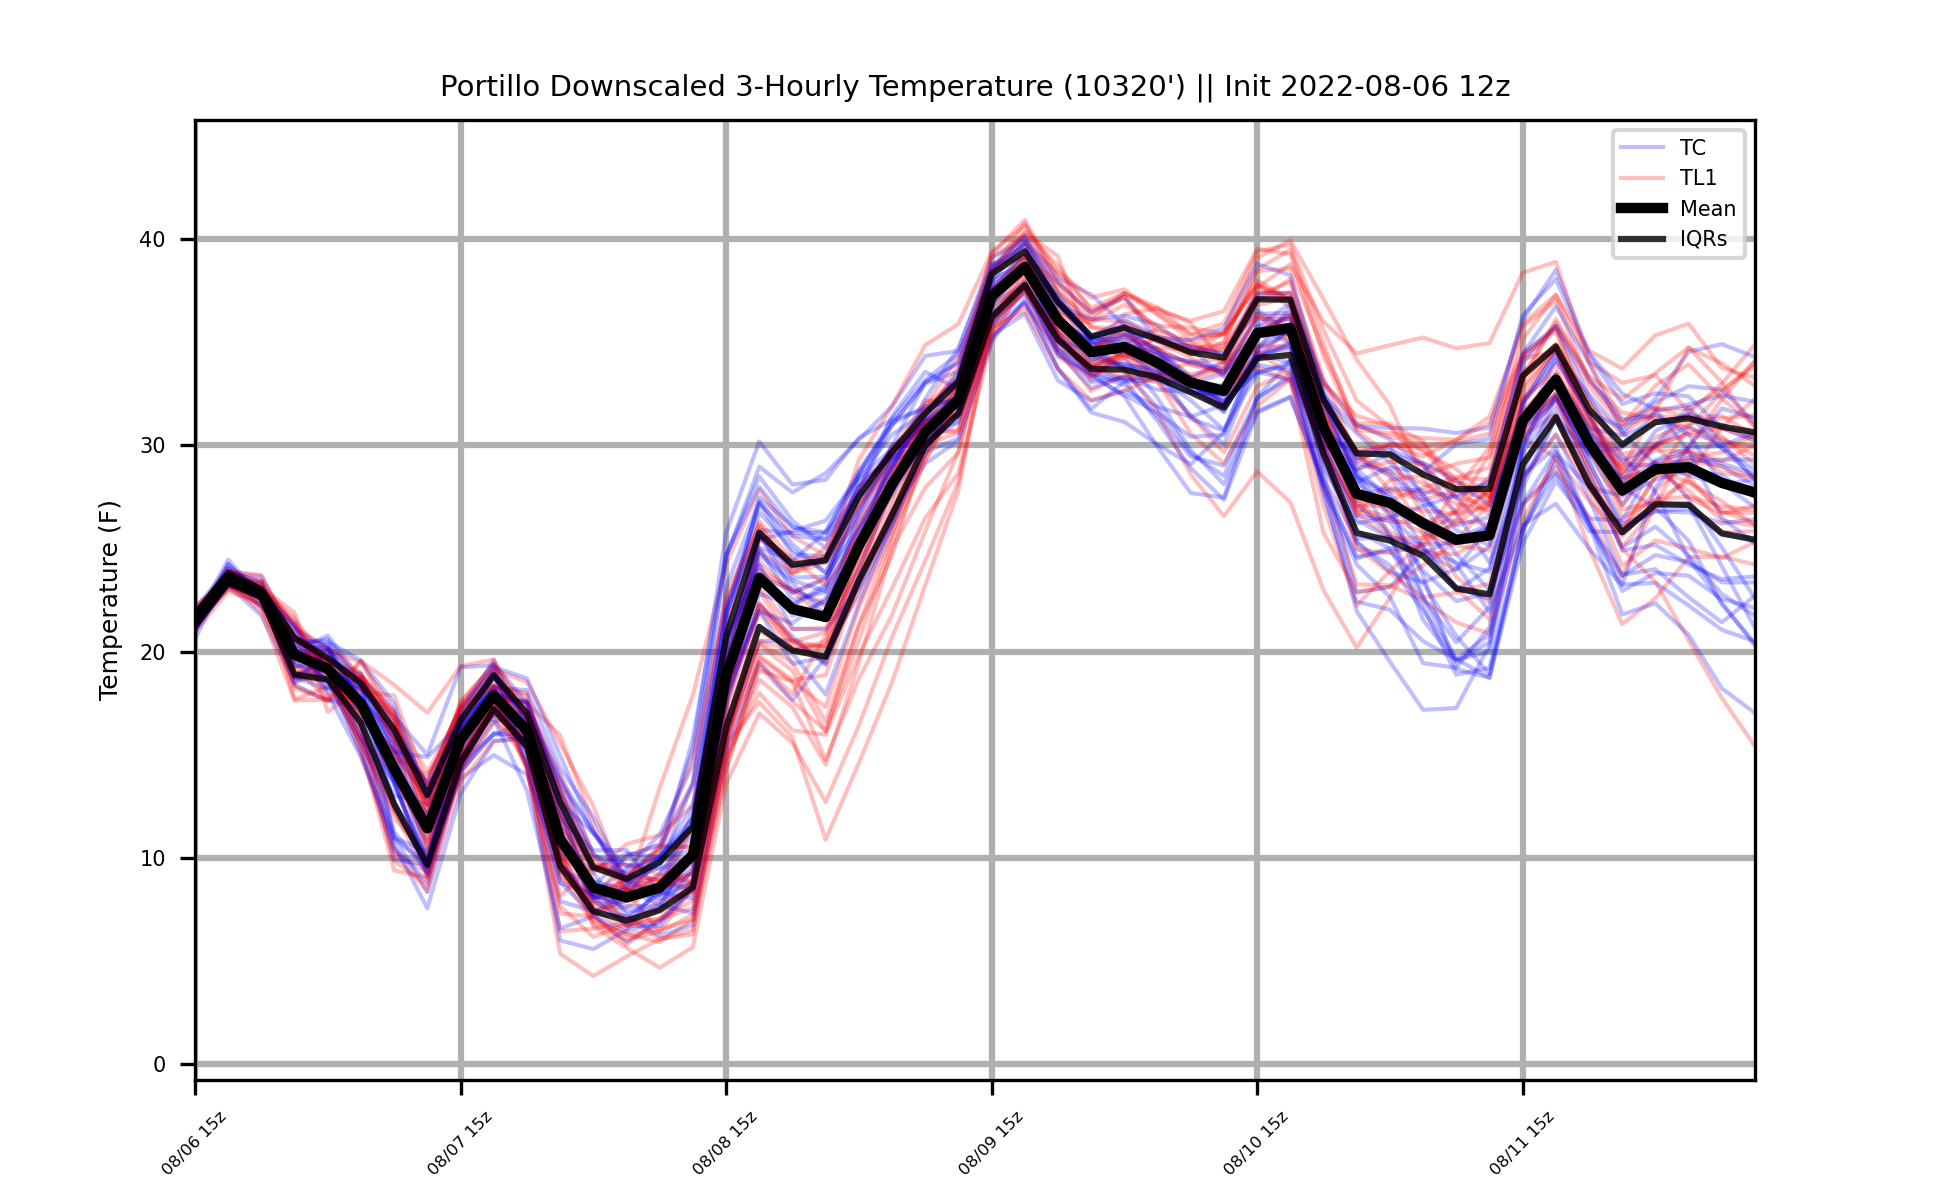 Portillo Downscaled 3-Hourly Temperature (10320') || Init 2022-08-06 12z
TC
TL1
Mean
IQRs
Temperature (F)
40
30
20
10
0
08/06 15z
08/07 15z
08/08 15z
08/09 15z
08/10 15z
08/11 15z